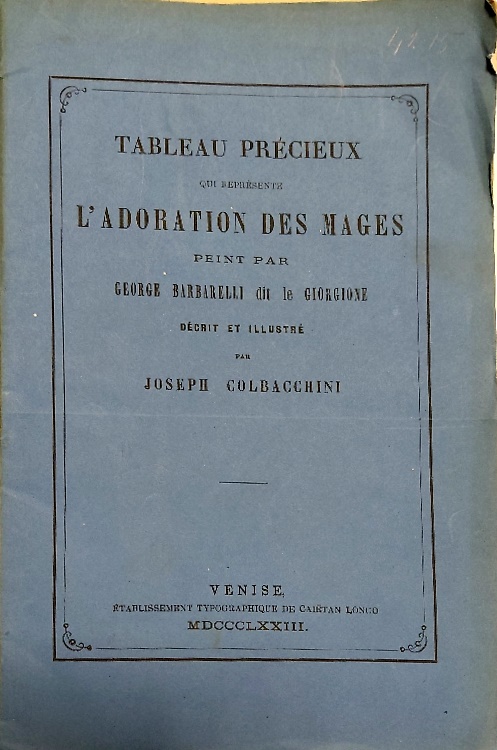 TABLEAU PRÉCIEUX
QUI REPRÉSENTE
L'ADORATION DES MAGES
PEINT PAR
GEORGE BARBARELLI dit le GIORGIONE
DÉCRIT ET ILLUSTRÉ
PAR
JOSEPH COLBACCHINI
VENISE,
ÉTABLISSEMENT TYPOGRAPHIQUE DE CAIETAN LONGO
MDCCCLXXIII.